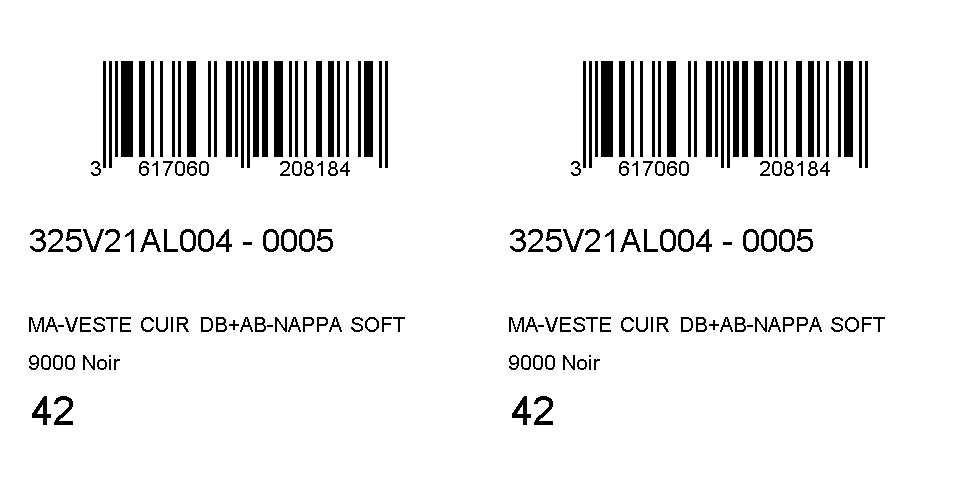 3 617060 208184
325V21AL004 - 0005
MA-VESTE CUIR DB+AB-NAPPA SOFT
9000 Noir
42
3 617060 208184
325V21AL004 - 0005
MA-VESTE CUIR DB+AB-NAPPA SOFT
9000 Noir
42